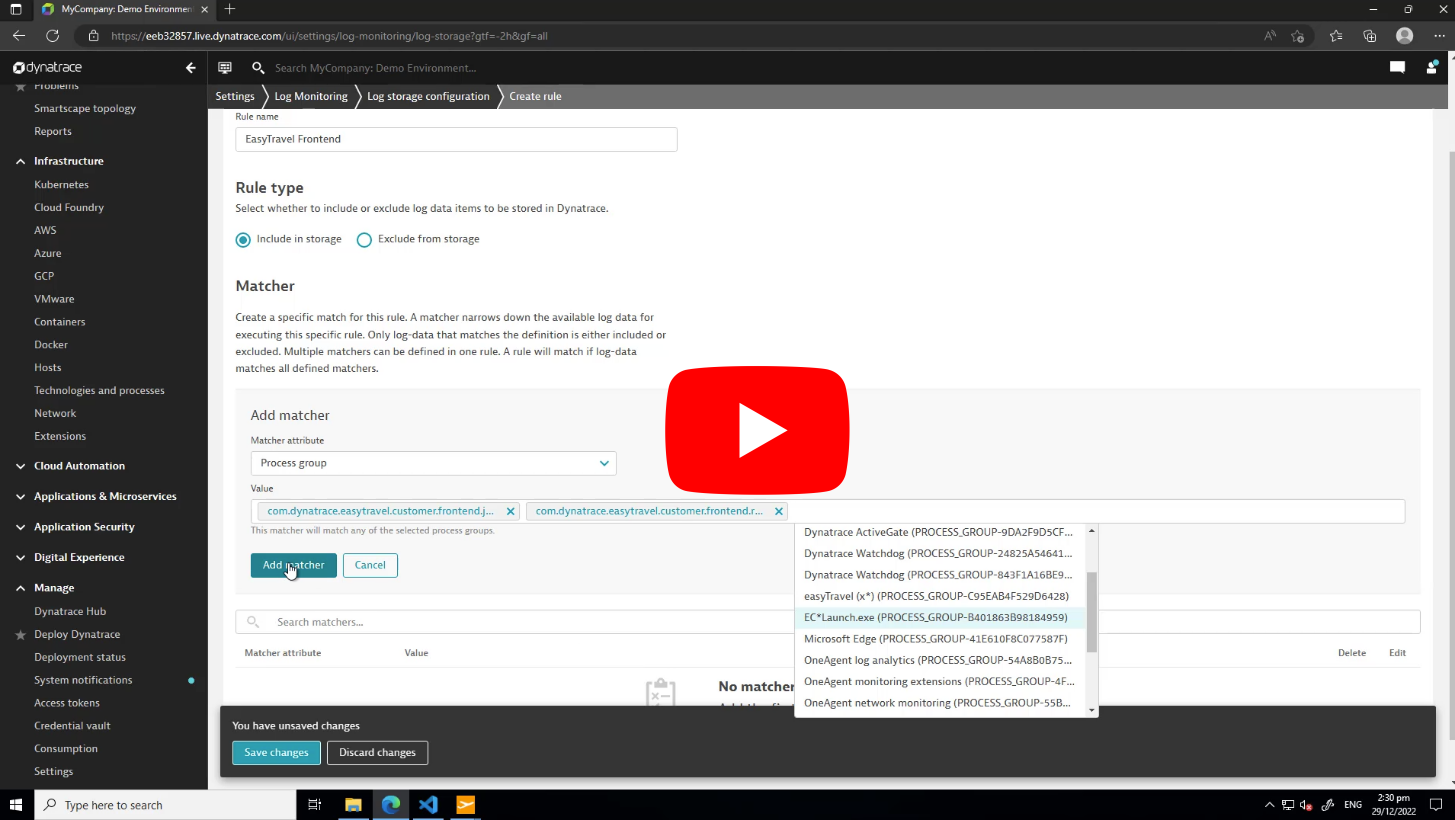 MyCompany: Demo Environment
https://eeb32857.live.dynatrace.com/ui/settings/log-monitoring/log-storage?gtf=-2h&gf=all
dynatrace
Search MyCompany: Demo Environment...
Settings
Log Monitoring
Log storage configuration
Create rule
Problems
Smartscape topology
Reports
Infrastructure
Kubernetes
Cloud Foundry
AWS
Azure
GCP
VMware
Containers
Docker
Hosts
Technologies and processes
Network
Extensions
Cloud Automation
Applications & Microservices
Application Security
Digital Experience
Manage
Dynatrace Hub
Deploy Dynatrace
Deployment status
System notifications
Access tokens
Credential vault
Consumption
Settings
Rule name
EasyTravel Frontend
Rule type
Select whether to include or exclude log data items to be stored in Dynatrace.
Include in storage
Exclude from storage
Matcher
Create a specific match for this rule. A matcher narrows down the available log data for
executing this specific rule. Only log-data that matches the definition is either included or
excluded. Multiple matchers can be defined in one rule. A rule will match if log-data
matches all defined matchers.
Add matcher
Matcher attribute
Process group
Value
com.dynatrace.easytravel.customer.frontend.j...
com.dynatrace.easytravel.customer.frontend.r...
This matcher will match any of the selected process groups.
Add matcher
Cancel
Dynatrace ActiveGate (PROCESS_GROUP-9DA2F9D5CF...
Dynatrace Watchdog (PROCESS_GROUP-24825A54641...
Dynatrace Watchdog (PROCESS_GROUP-843F1A16BE9...
easyTravel (x*) (PROCESS_GROUP-C95EAB4F529D6428)
EC*Launch.exe (PROCESS_GROUP-B401863B98184959)
Microsoft Edge (PROCESS_GROUP-41E610F8C077587F)
OneAgent log analytics (PROCESS_GROUP-54A8B0B75...
OneAgent monitoring extensions (PROCESS_GROUP-4F...
OneAgent network monitoring (PROCESS_GROUP-55B...
Search matchers...
Matcher attribute
Value
Delete
Edit
No matcher
You have unsaved changes
Save changes
Discard changes
Type here to search
ENG
2:30 pm
29/12/2022